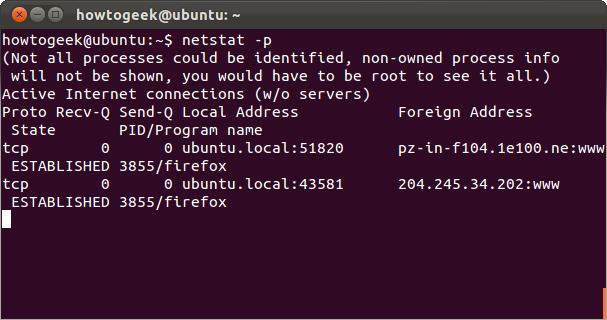 howtogeek@ubuntu: ~
howtogeek@ubuntu:~$ netstat -p
(Not all processes could be identified, non-owned process info
 will not be shown, you would have to be root to see it all.)
Active Internet connections (w/o servers)
Proto Recv-Q Send-Q Local Address           Foreign Address
 State       PID/Program name
tcp        0      0 ubuntu.local:51820      pz-in-f104.1e100.ne:www
 ESTABLISHED 3855/firefox
tcp        0      0 ubuntu.local:43581      204.245.34.202:www
 ESTABLISHED 3855/firefox